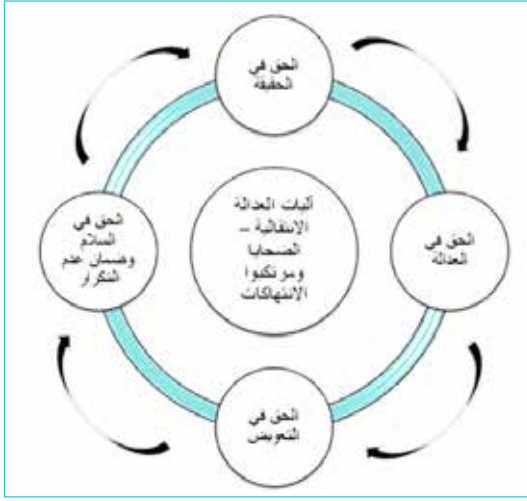 الحق في
الحقيقة
الحق في
العدالة
الحق في
التعويض
الحق في
السلام
وضمان عدم
التكرار
آليات العدالة
الانتقالية –
الضحايا
ومرتكبوا
الانتهاكات